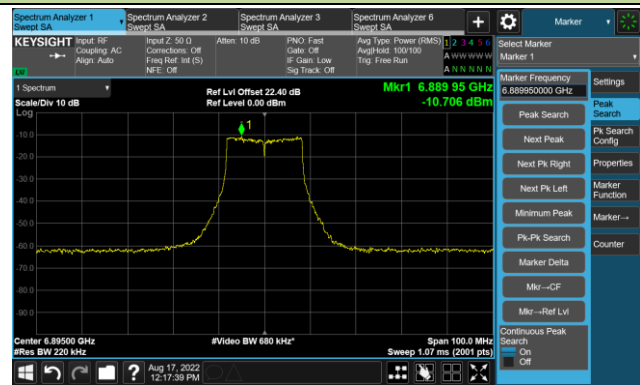 Spectrum Analyzer 1
Swept SA
Spectrum Analyzer 2
Swept SA
Spectrum Analyzer 3
Swept SA
Spectrum Analyzer 6
Swept SA
+
Marker
KEYSIGHT
Input: RF
Coupling: AC
Align: Auto
Input Z: 50 Ω
Corrections: Off
Freq Ref: Int (S)
NFE: Off
Atten: 10 dB
PNO: Fast
Gate: Off
IF Gain: Low
Sig Track: Off
Avg Type: Power (RMS)
Avg|Hold: 100/100
Trig: Free Run
1 2 3 4 5 6
A W W W W W
A N N N N N
Select Marker
Marker 1
1 Spectrum
Scale/Div 10 dB
Log
Ref Lvl Offset 22.40 dB
Ref Level 0.00 dBm
Mkr1 6.889 95 GHz
-10.706 dBm
Marker Frequency
6.889950000 GHz
Settings
Peak Search
Peak
Search
Next Peak
Pk Search
Config
Next Pk Right
Properties
Next Pk Left
Marker
Function
Minimum Peak
Marker→
Pk-Pk Search
Counter
Marker Delta
Mkr→CF
Mkr→Ref Lvl
Continuous Peak
Search
On
Off
1
-10.0
-20.0
-30.0
-40.0
-50.0
-60.0
-70.0
-80.0
-90.0
Center 6.89500 GHz
#Res BW 220 kHz
#Video BW 680 kHz*
Span 100.0 MHz
Sweep 1.07 ms (2001 pts)
?
Aug 17, 2022
12:17:39 PM